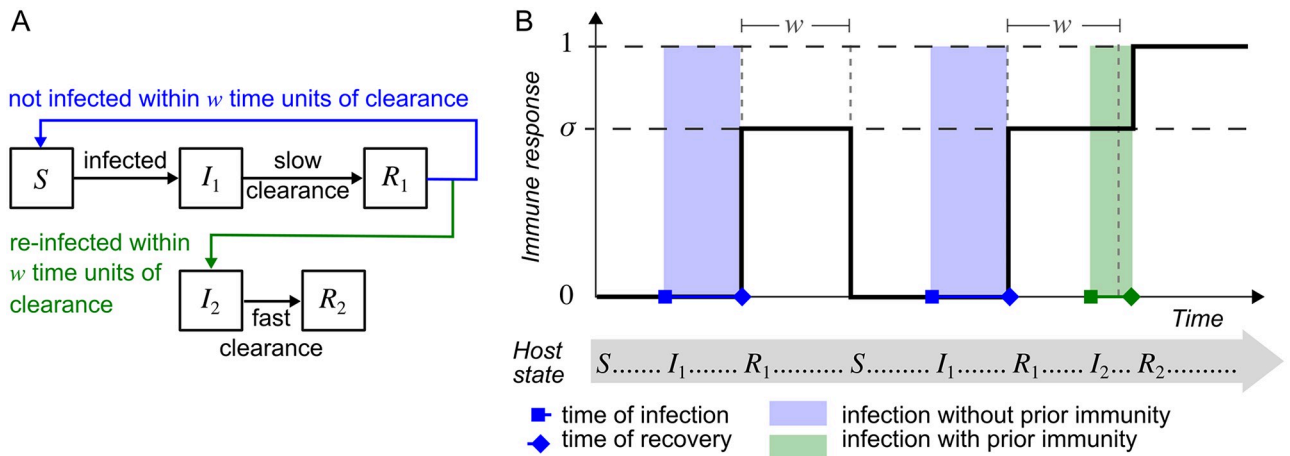 A
not infected within w time units of clearance
S
infected
I₁
slow
clearance
R₁
re-infected within
w time units of
clearance
I₂
fast
clearance
R₂
B
w
w
Immune response
1
σ
0
Time
Host
state
S....... I₁....... R₁.......... S......... I₁....... R₁...... I₂... R₂..........
time of infection
time of recovery
infection without prior immunity
infection with prior immunity